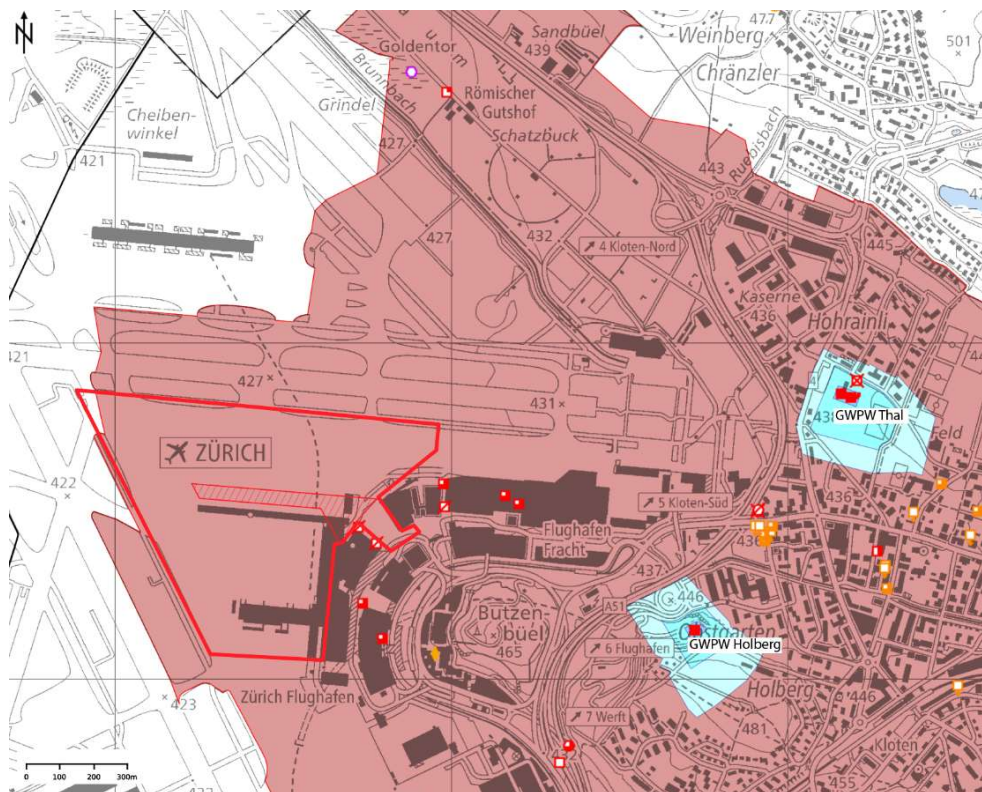 N
Sandbüel
439
Weinberg
477
501
Goldentor
Chränzler
Brunnbach
Grindel
Römischer
Gutshof
Cheiben-
winkel
421
427
Schatzbuck
443
Ruebisbach
427
432
4 Kloten-Nord
445
Kaserne
436
Hohrainli
421
427
431
438
GWPW Thal
Feld
ZÜRICH
422
436
5 Kloten-Süd
Flughafen
Fracht
436
437
446
A51
Butzen-
büel
465
6 Flughafen
GWPW Holberg
Zürich Flughafen
Holberg
446
423
7 Werft
481
Kloten
455
0 100 200 300m